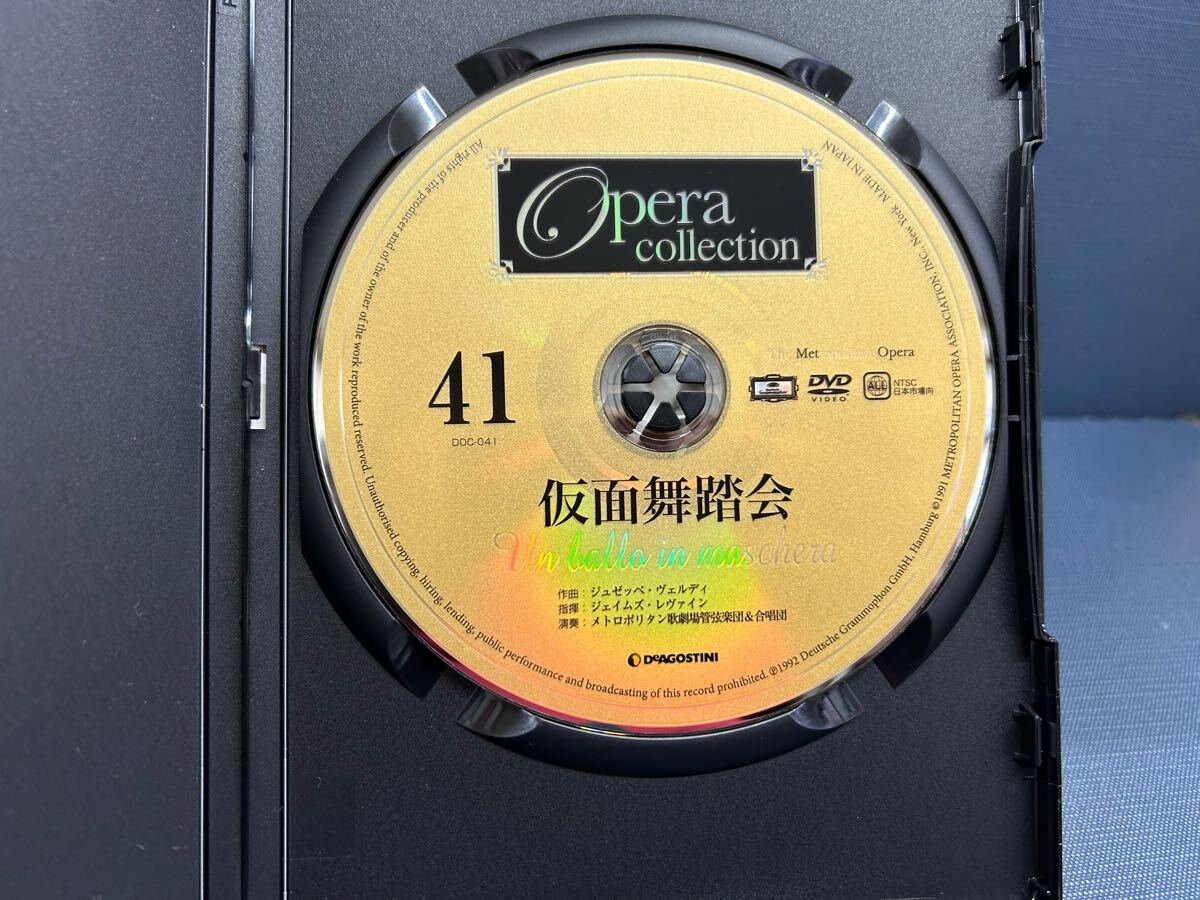 Opera
collection
The Metropolitan Opera
41
DOC-041
DVD
VIDEO
ALL
NTSC
日本市場向
仮面舞踏会
Un ballo in maschera
作曲:ジュゼッペ・ヴェルディ
指揮:ジェイムズ・レヴァイン
演奏:メトロポリタン歌劇場管弦楽団&合唱団
DeAGOSTINI
All rights of the producer and of the owner of the work reproduced reserved. Unauthorised copying, hiring, lending, public performance and broadcasting of this record prohibited. ℗1992 Deutsche Grammophon GmbH, Hamburg ©1991 METROPOLITAN OPERA ASSOCIATION, INC., New York MADE IN JAPAN